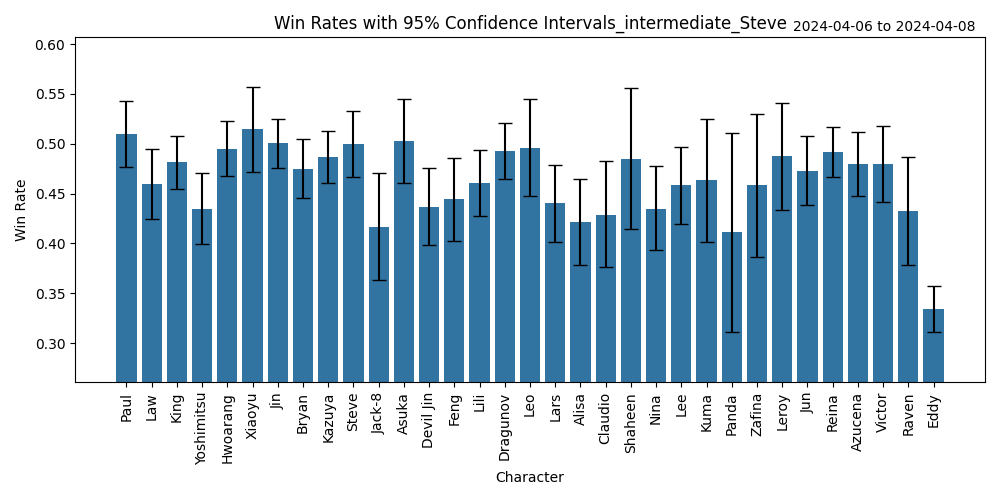 Win Rates with 95% Confidence Intervals_intermediate_Steve
2024-04-06 to 2024-04-08
Win Rate
0.60
0.55
0.50
0.45
0.40
0.35
0.30
Paul
Law
King
Yoshimitsu
Hwoarang
Xiaoyu
Jin
Bryan
Kazuya
Steve
Jack-8
Asuka
Devil Jin
Feng
Lili
Dragunov
Leo
Lars
Alisa
Claudio
Shaheen
Nina
Lee
Kuma
Panda
Zafina
Leroy
Jun
Reina
Azucena
Victor
Raven
Eddy
Character